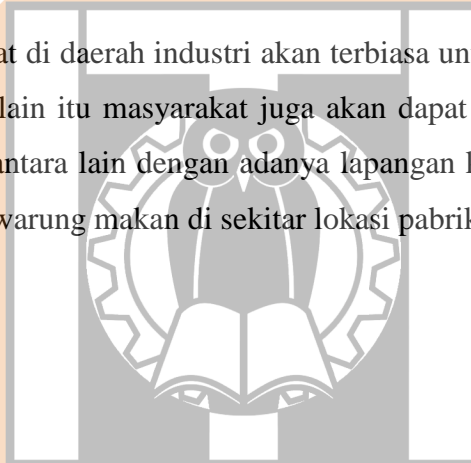 at di daerah industri akan terbiasa un
lain itu masyarakat juga akan dapat
antara lain dengan adanya lapangan
warung makan di sekitar lokasi pabrik